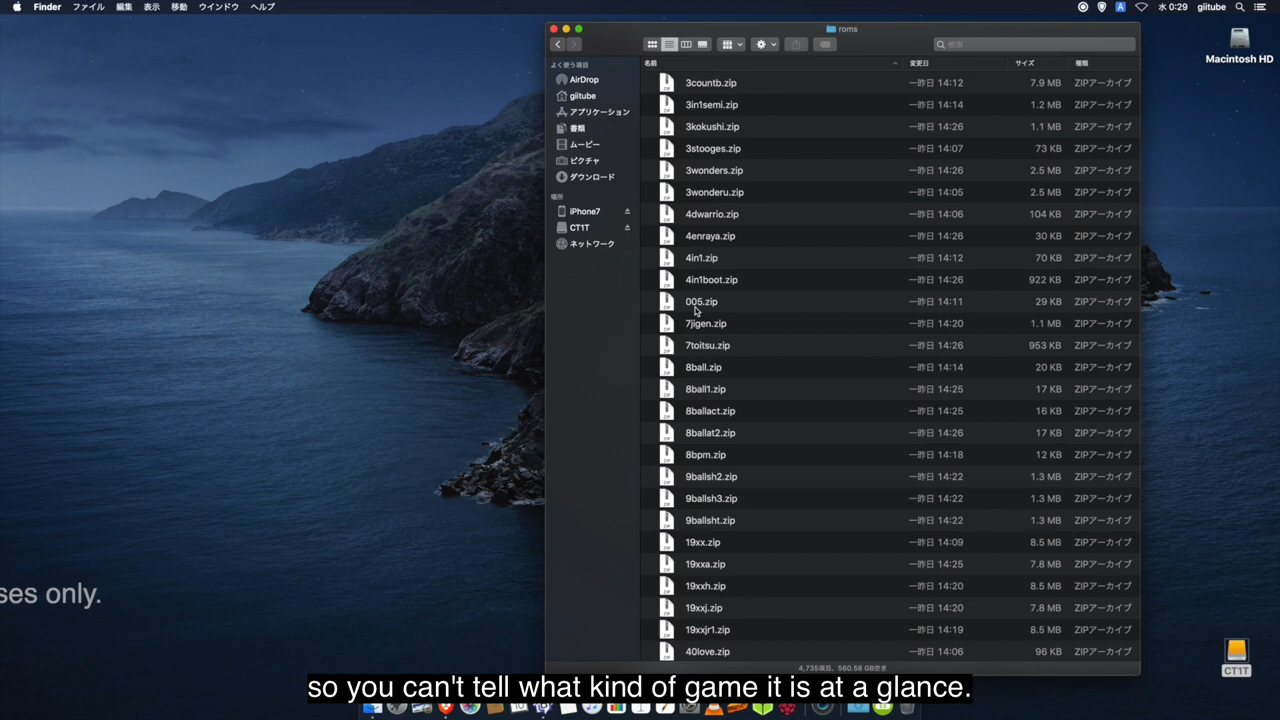 Finder ファイル 編集 表示 移動 ウインドウ ヘルプ
A 水 0:29 giitube
roms
検索
よく使う項目
AirDrop
giitube
アプリケーション
書類
ムービー
ピクチャ
ダウンロード
場所
iPhone7
CT1T
ネットワーク
名前 変更日 サイズ 種類
3countb.zip 一昨日 14:12 7.9 MB ZIPアーカイブ
3in1semi.zip 一昨日 14:14 1.2 MB ZIPアーカイブ
3kokushi.zip 一昨日 14:26 1.1 MB ZIPアーカイブ
3stooges.zip 一昨日 14:07 73 KB ZIPアーカイブ
3wonders.zip 一昨日 14:26 2.5 MB ZIPアーカイブ
3wonderu.zip 一昨日 14:05 2.5 MB ZIPアーカイブ
4dwarrio.zip 一昨日 14:06 104 KB ZIPアーカイブ
4enraya.zip 一昨日 14:26 30 KB ZIPアーカイブ
4in1.zip 一昨日 14:12 70 KB ZIPアーカイブ
4in1boot.zip 一昨日 14:26 922 KB ZIPアーカイブ
005.zip 一昨日 14:11 29 KB ZIPアーカイブ
7jigen.zip 一昨日 14:20 1.1 MB ZIPアーカイブ
7toitsu.zip 一昨日 14:26 953 KB ZIPアーカイブ
8ball.zip 一昨日 14:14 20 KB ZIPアーカイブ
8ball1.zip 一昨日 14:25 17 KB ZIPアーカイブ
8ballact.zip 一昨日 14:25 16 KB ZIPアーカイブ
8ballat2.zip 一昨日 14:26 17 KB ZIPアーカイブ
8bpm.zip 一昨日 14:18 12 KB ZIPアーカイブ
9ballsh2.zip 一昨日 14:22 1.3 MB ZIPアーカイブ
9ballsh3.zip 一昨日 14:22 1.3 MB ZIPアーカイブ
9ballsht.zip 一昨日 14:22 1.3 MB ZIPアーカイブ
19xx.zip 一昨日 14:09 8.5 MB ZIPアーカイブ
19xxa.zip 一昨日 14:25 7.8 MB ZIPアーカイブ
19xxh.zip 一昨日 14:20 8.5 MB ZIPアーカイブ
19xxj.zip 一昨日 14:20 7.8 MB ZIPアーカイブ
19xxjr1.zip 一昨日 14:19 8.5 MB ZIPアーカイブ
40love.zip 一昨日 14:06 96 KB ZIPアーカイブ
4,735項目、560.58 GB空き
Macintosh HD
CT1T
ses only.
so you can't tell what kind of game it is at a glance.